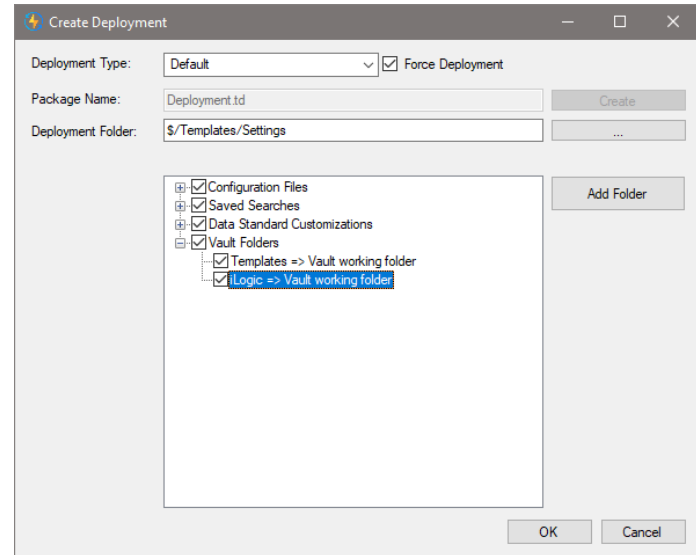 Create Deployment
Deployment Type:
Default
Force Deployment
Package Name:
Deployment.td
Create
Deployment Folder:
$/Templates/Settings
...
Configuration Files
Saved Searches
Data Standard Customizations
Vault Folders
Templates => Vault working folder
iLogic => Vault working folder
Add Folder
OK
Cancel